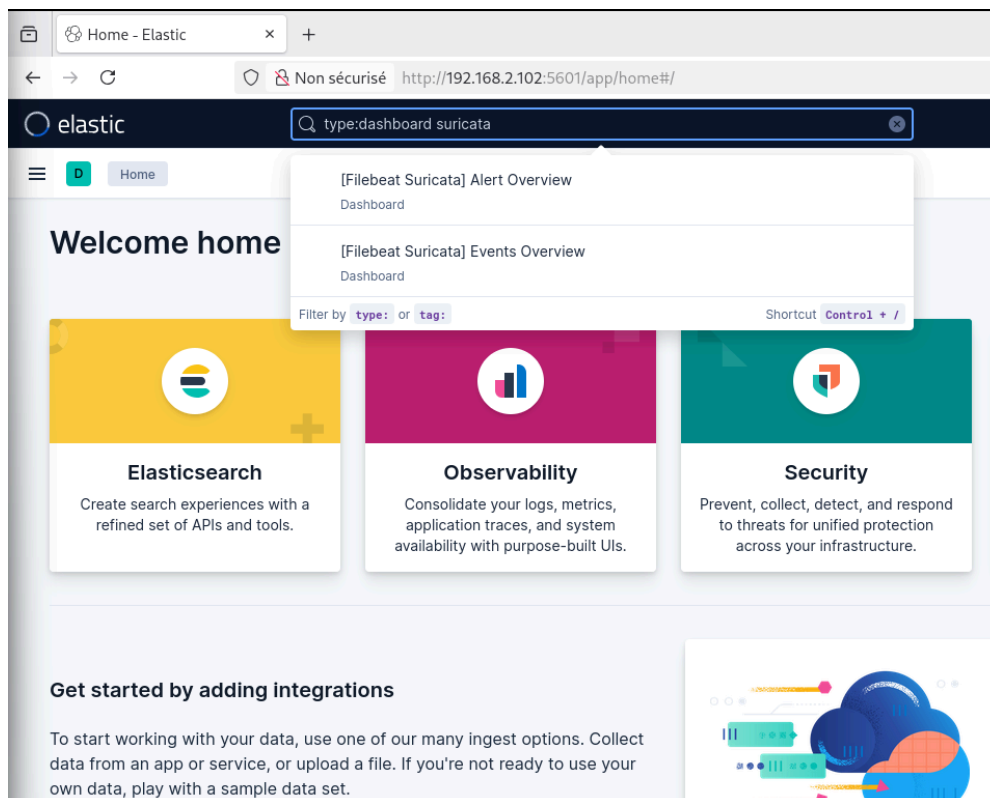 Home - Elastic
Non sécurisé http://192.168.2.102:5601/app/home#/
elastic
type:dashboard suricata
D
Home
[Filebeat Suricata] Alert Overview
Dashboard
[Filebeat Suricata] Events Overview
Dashboard
Filter by type: or tag:
Shortcut Control + /
Welcome home
Elasticsearch
Create search experiences with a
refined set of APIs and tools.
Observability
Consolidate your logs, metrics,
application traces, and system
availability with purpose-built UIs.
Security
Prevent, collect, detect, and respond
to threats for unified protection
across your infrastructure.
Get started by adding integrations
To start working with your data, use one of our many ingest options. Collect
data from an app or service, or upload a file. If you're not ready to use your
own data, play with a sample data set.